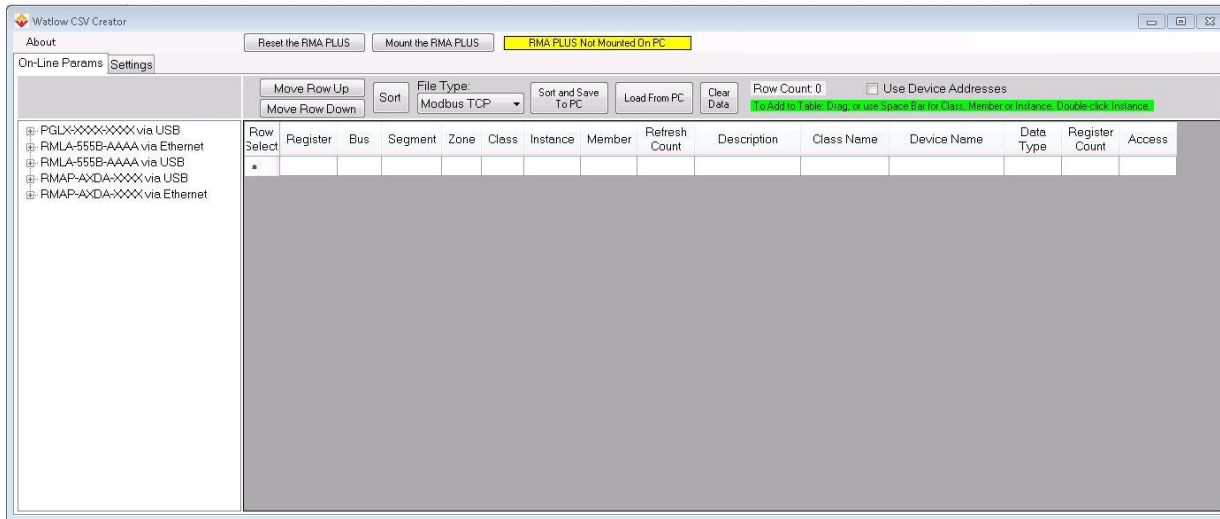 Watlow CSV Creator
About
Reset the RMA PLUS
Mount the RMA PLUS
RMA PLUS Not Mounted On PC
On-Line Params
Settings
Move Row Up
Move Row Down
Sort
File Type:
Modbus TCP
Sort and Save
To PC
Load From PC
Clear
Data
Row Count: 0
Use Device Addresses
To Add to Table: Drag, or use Space Bar for Class, Member or Instance. Double-click Instance.
PGLX-XXXX-XXXX via USB
RMLA-555B-AAAA via Ethernet
RMLA-555B-AAAA via USB
RMAP-AXDA-XXXX via USB
RMAP-AXDA-XXXX via Ethernet
Row
Select
Register
Bus
Segment
Zone
Class
Instance
Member
Refresh
Count
Description
Class Name
Device Name
Data
Type
Register
Count
Access